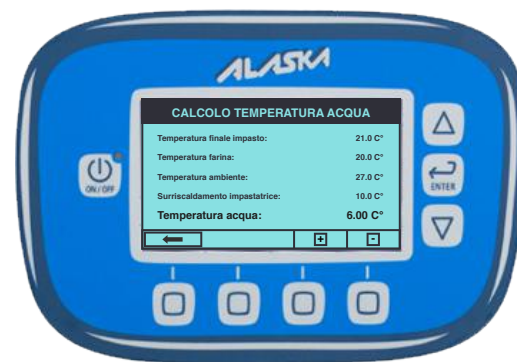 ALASKA
CALCOLO TEMPERATURA ACQUA
Temperatura finale impasto: 21.0 C°
Temperatura farina: 20.0 C°
Temperatura ambiente: 27.0 C°
Surriscaldamento impastatrice: 10.0 C°
Temperatura acqua: 6.00 C°
+ -
ON / OFF
ENTER